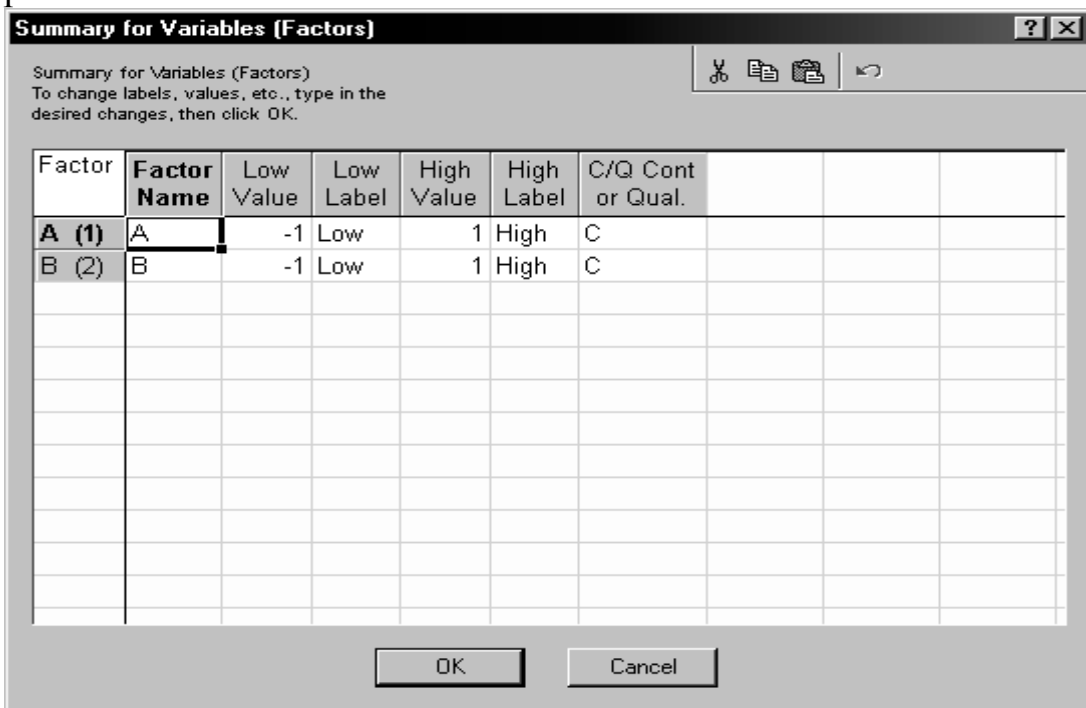 Summary for Variables (Factors)
Summary for Variables (Factors)
To change labels, values, etc., type in the
desired changes, then click OK.
Factor Factor Name Low Value Low Label High Value High Label C/Q Cont or Qual.
A (1) A -1 Low 1 High C
B (2) B -1 Low 1 High C
OK Cancel